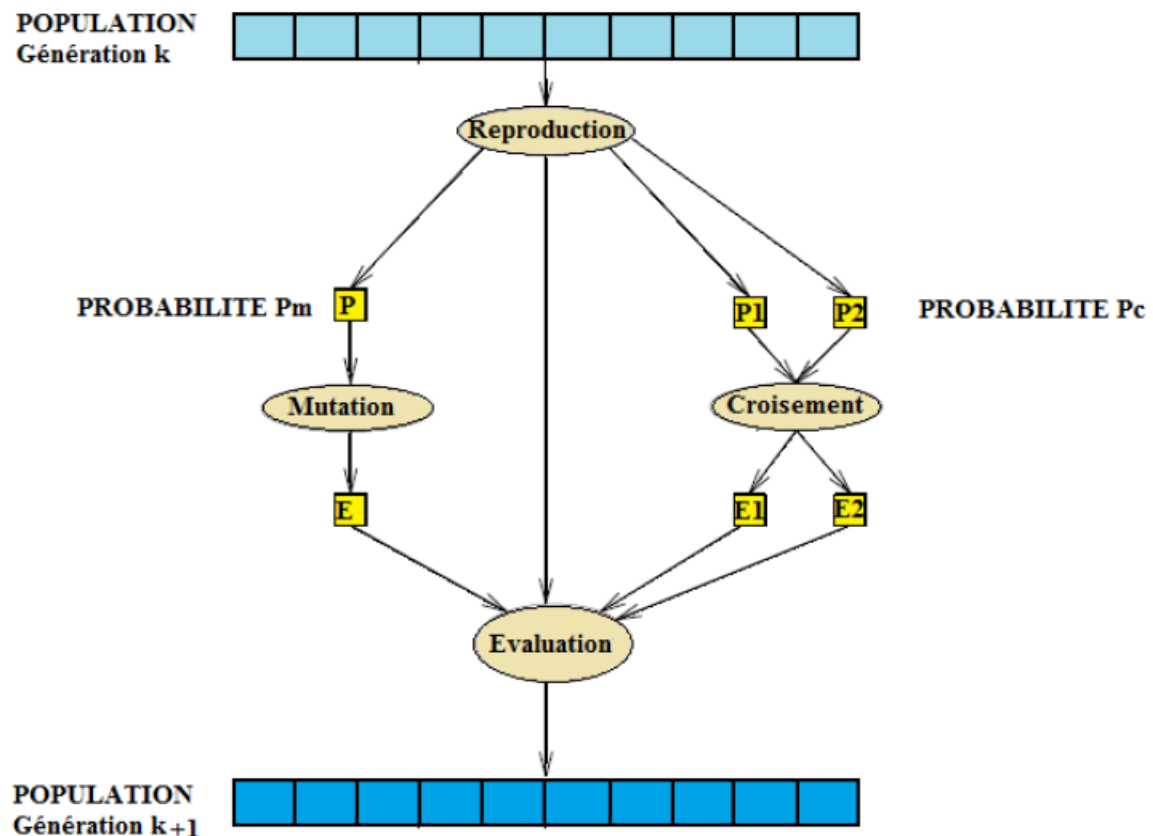 POPULATION
Génération k
Reproduction
PROBABILITE Pm
P
P1
P2
PROBABILITE Pc
Mutation
Croisement
E
E1
E2
Evaluation
POPULATION
Génération k+1